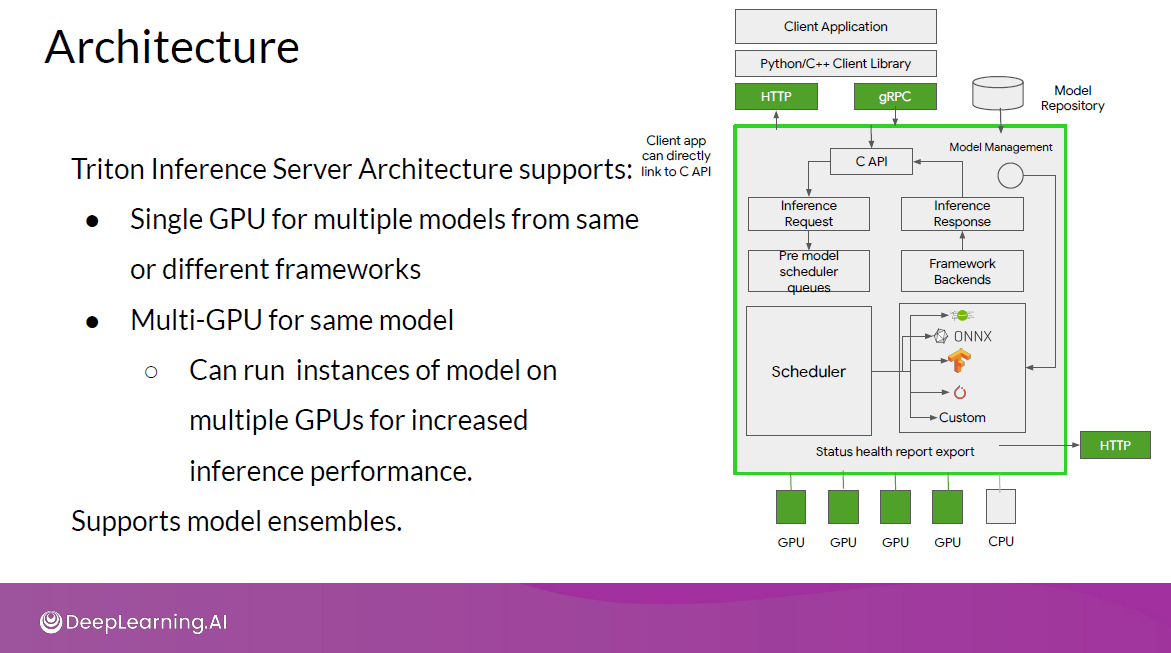 Architecture
Triton Inference Server Architecture supports:
● Single GPU for multiple models from same
or different frameworks
● Multi-GPU for same model
○ Can run instances of model on
multiple GPUs for increased
inference performance.
Supports model ensembles.
Client Application
Python/C++ Client Library
HTTP
gRPC
Model
Repository
Client app
can directly
link to C API
Model Management
C API
Inference
Request
Inference
Response
Pre model
scheduler
queues
Framework
Backends
Scheduler
ONNX
Custom
Status health report export
HTTP
GPU
GPU
GPU
GPU
CPU
DeepLearning.AI